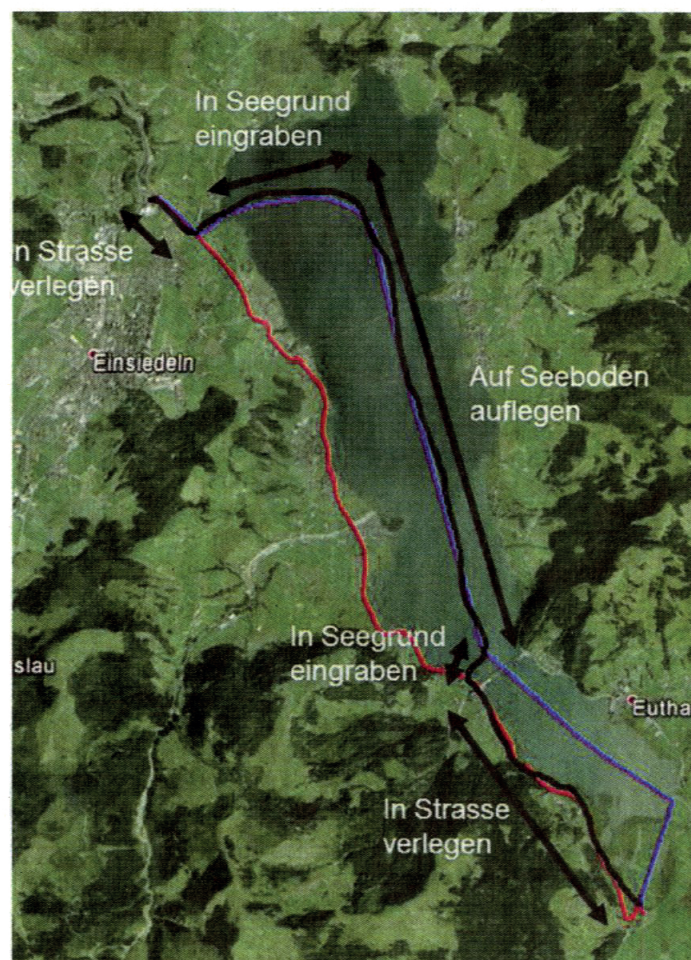 In Seegrund
eingraben
n Strasse
verlegen
Einsiedeln
Auf Seeboden
auflegen
In Seegrund
eingraben
slau
Eutha
In Strasse
verlegen